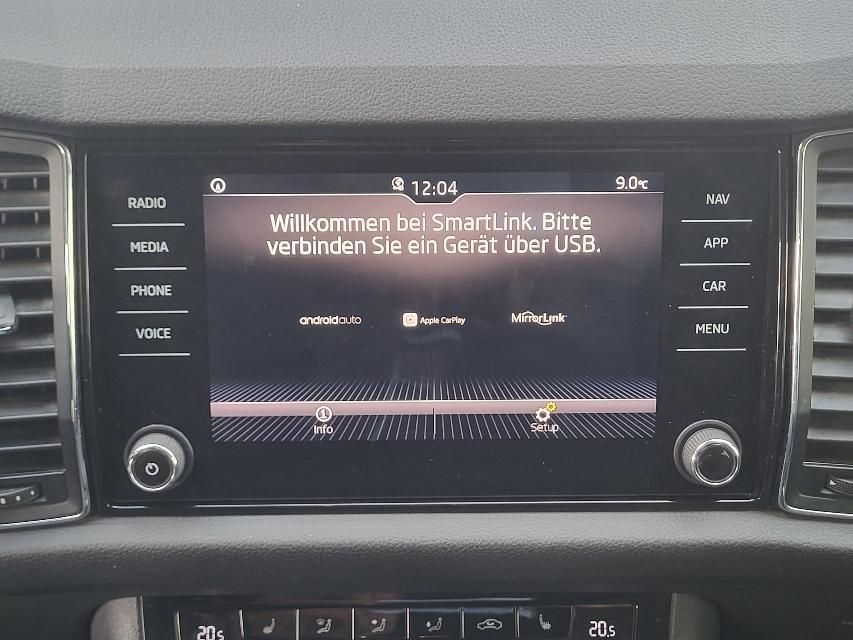 12:04
9.0°C
Willkommen bei SmartLink. Bitte
verbinden Sie ein Gerät über USB.
androidauto
Apple CarPlay
MirrorLink
Info
Setup
RADIO
MEDIA
PHONE
VOICE
NAV
APP
CAR
MENU
20.5
20.5